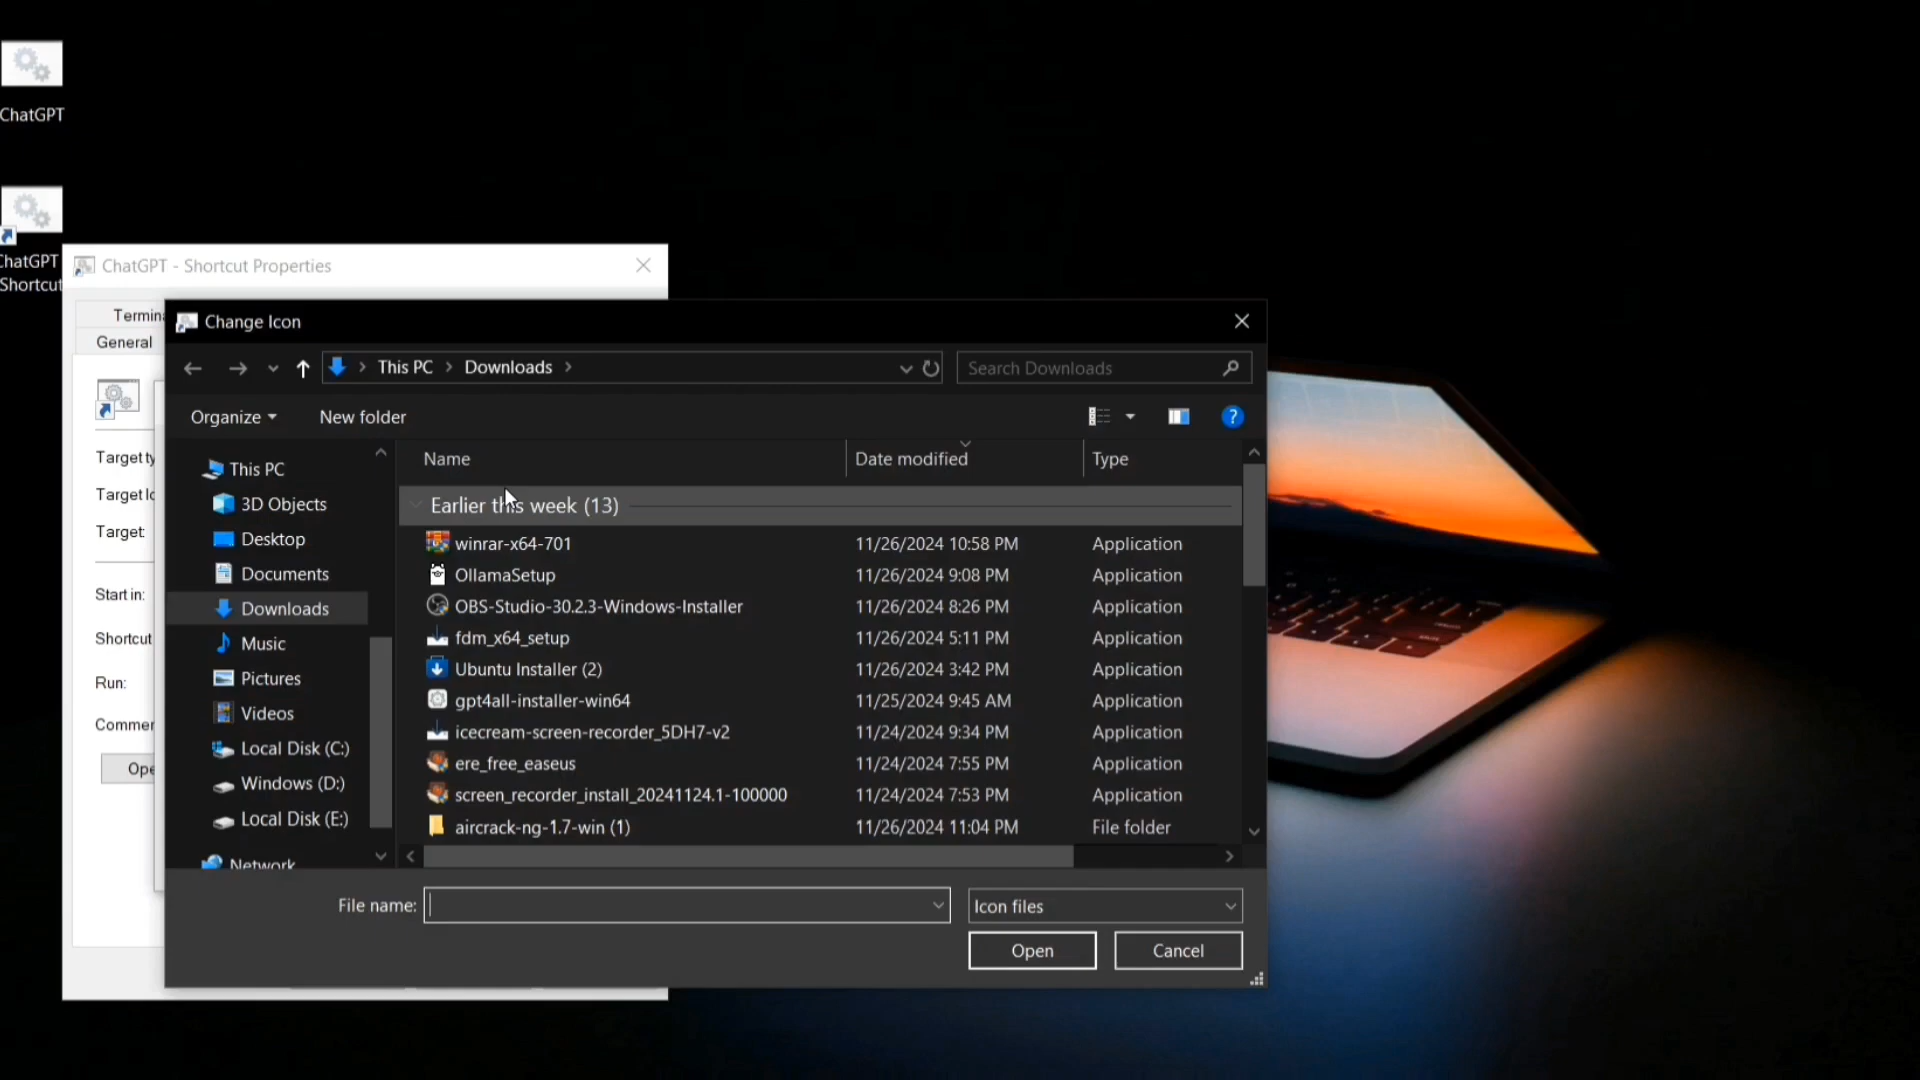 ChatGPT
ChatGPT
Shortcut
ChatGPT - Shortcut Properties
General
Change Icon
This PC
Downloads
Search Downloads
Organize
New folder
?
Name
Date modified
Type
This PC
3D Objects
Desktop
Documents
Downloads
Music
Pictures
Videos
Local Disk (C:)
Windows (D:)
Local Disk (E:)
Network
Earlier this week (13)
winrar-x64-701 11/26/2024 10:58 PM Application
OllamaSetup 11/26/2024 9:08 PM Application
OBS-Studio-30.2.3-Windows-Installer 11/26/2024 8:26 PM Application
fdm_x64_setup 11/26/2024 5:11 PM Application
Ubuntu Installer (2) 11/26/2024 3:42 PM Application
gpt4all-installer-win64 11/25/2024 9:45 AM Application
icecream-screen-recorder_5DH7-v2 11/24/2024 9:34 PM Application
ere_free_easeus 11/24/2024 7:55 PM Application
screen_recorder_install_20241124.1-100000 11/24/2024 7:53 PM Application
aircrack-ng-1.7-win (1) 11/26/2024 11:04 PM File folder
Target
Target
Target:
Start in:
Shortcut
Run:
File name:
Icon files
Open
Cancel